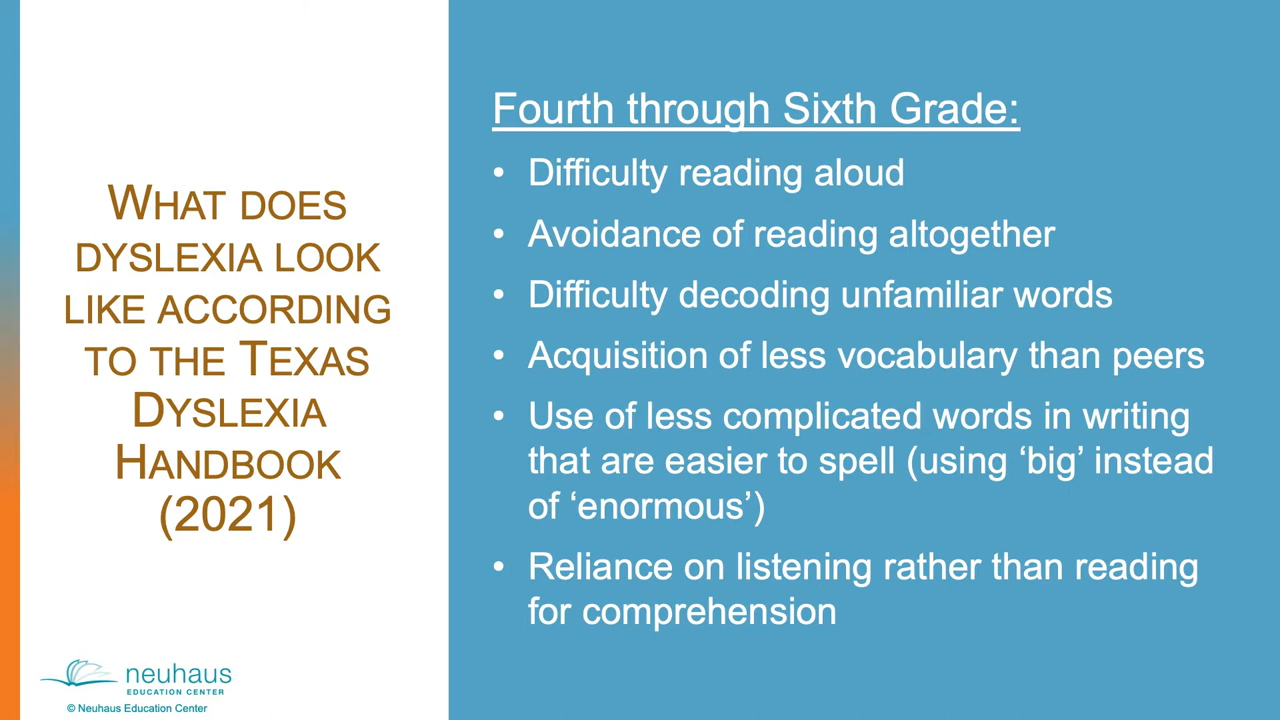 WHAT DOES
DYSLEXIA LOOK
LIKE ACCORDING
TO THE TEXAS
DYSLEXIA
HANDBOOK
(2021)
Fourth through Sixth Grade:
• Difficulty reading aloud
• Avoidance of reading altogether
• Difficulty decoding unfamiliar words
• Acquisition of less vocabulary than peers
• Use of less complicated words in writing
that are easier to spell (using ‘big’ instead
of ‘enormous’)
• Reliance on listening rather than reading
for comprehension
neuhaus
EDUCATION CENTER
© Neuhaus Education Center